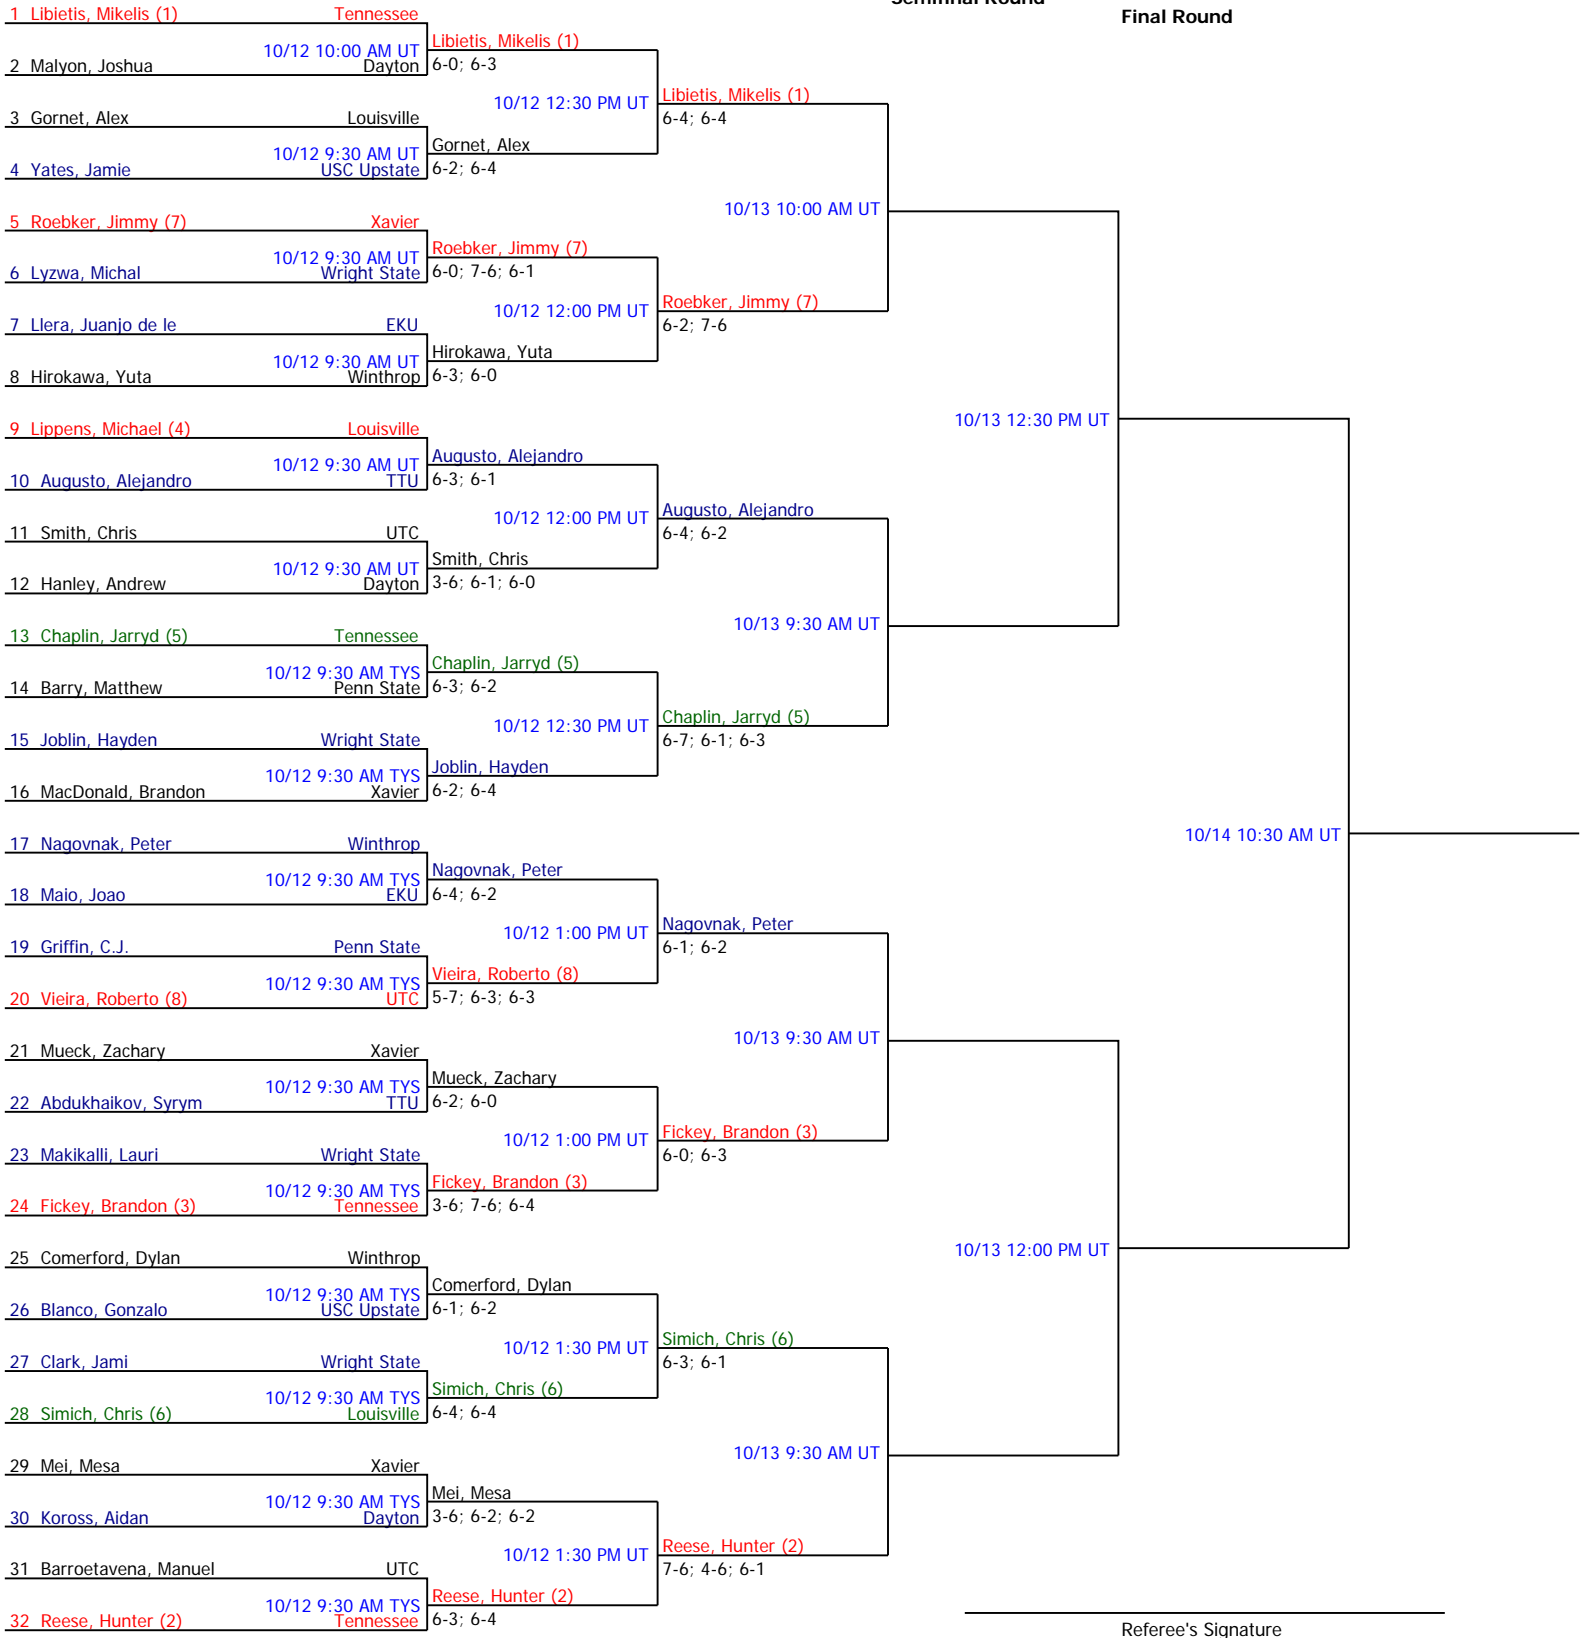 Semifinal Round
Final Round
1 Libietis, Mikelis (1) Tennessee
10/12 10:00 AM UT
2 Malyon, Joshua Dayton
Libietis, Mikelis (1)
6-0; 6-3
3 Gornet, Alex Louisville
10/12 9:30 AM UT
4 Yates, Jamie USC Upstate
Gornet, Alex
6-2; 6-4
10/12 12:30 PM UT
Libietis, Mikelis (1)
6-4; 6-4
5 Roebker, Jimmy (7) Xavier
10/12 9:30 AM UT
6 Lyzwa, Michal Wright State
Roebker, Jimmy (7)
6-0; 7-6; 6-1
7 Llera, Juanjo de le EKU
10/12 9:30 AM UT
8 Hirokawa, Yuta Winthrop
Hirokawa, Yuta
6-3; 6-0
10/12 12:00 PM UT
Roebker, Jimmy (7)
6-2; 7-6
10/13 10:00 AM UT
9 Lippens, Michael (4) Louisville
10/12 9:30 AM UT
10 Augusto, Alejandro TTU
Augusto, Alejandro
6-3; 6-1
11 Smith, Chris UTC
10/12 9:30 AM UT
12 Hanley, Andrew Dayton
Smith, Chris
3-6; 6-1; 6-0
10/12 12:00 PM UT
Augusto, Alejandro
6-4; 6-2
13 Chaplin, Jarryd (5) Tennessee
10/12 9:30 AM TYS
14 Barry, Matthew Penn State
Chaplin, Jarryd (5)
6-3; 6-2
15 Joblin, Hayden Wright State
10/12 9:30 AM TYS
16 MacDonald, Brandon Xavier
Joblin, Hayden
6-2; 6-4
10/12 12:30 PM UT
Chaplin, Jarryd (5)
6-7; 6-1; 6-3
10/13 9:30 AM UT
10/13 12:30 PM UT
17 Nagovnak, Peter Winthrop
10/12 9:30 AM TYS
18 Maio, Joao EKU
Nagovnak, Peter
6-4; 6-2
19 Griffin, C.J. Penn State
10/12 9:30 AM TYS
20 Vieira, Roberto (8) UTC
Vieira, Roberto (8)
5-7; 6-3; 6-3
10/12 1:00 PM UT
Nagovnak, Peter
6-1; 6-2
21 Mueck, Zachary Xavier
10/12 9:30 AM TYS
22 Abdukhaikov, Syrym TTU
Mueck, Zachary
6-2; 6-0
23 Makikalli, Lauri Wright State
10/12 9:30 AM TYS
24 Fickey, Brandon (3) Tennessee
Fickey, Brandon (3)
3-6; 7-6; 6-4
10/12 1:00 PM UT
Fickey, Brandon (3)
6-0; 6-3
10/13 9:30 AM UT
25 Comerford, Dylan Winthrop
10/12 9:30 AM TYS
26 Blanco, Gonzalo USC Upstate
Comerford, Dylan
6-1; 6-2
27 Clark, Jami Wright State
10/12 9:30 AM TYS
28 Simich, Chris (6) Louisville
Simich, Chris (6)
6-4; 6-4
10/12 1:30 PM UT
Simich, Chris (6)
6-3; 6-1
29 Mei, Mesa Xavier
10/12 9:30 AM TYS
30 Koross, Aidan Dayton
Mei, Mesa
3-6; 6-2; 6-2
31 Barroetavena, Manuel UTC
10/12 9:30 AM TYS
32 Reese, Hunter (2) Tennessee
Reese, Hunter (2)
6-3; 6-4
10/12 1:30 PM UT
Reese, Hunter (2)
7-6; 4-6; 6-1
10/13 9:30 AM UT
10/13 12:00 PM UT
10/14 10:30 AM UT
Referee's Signature